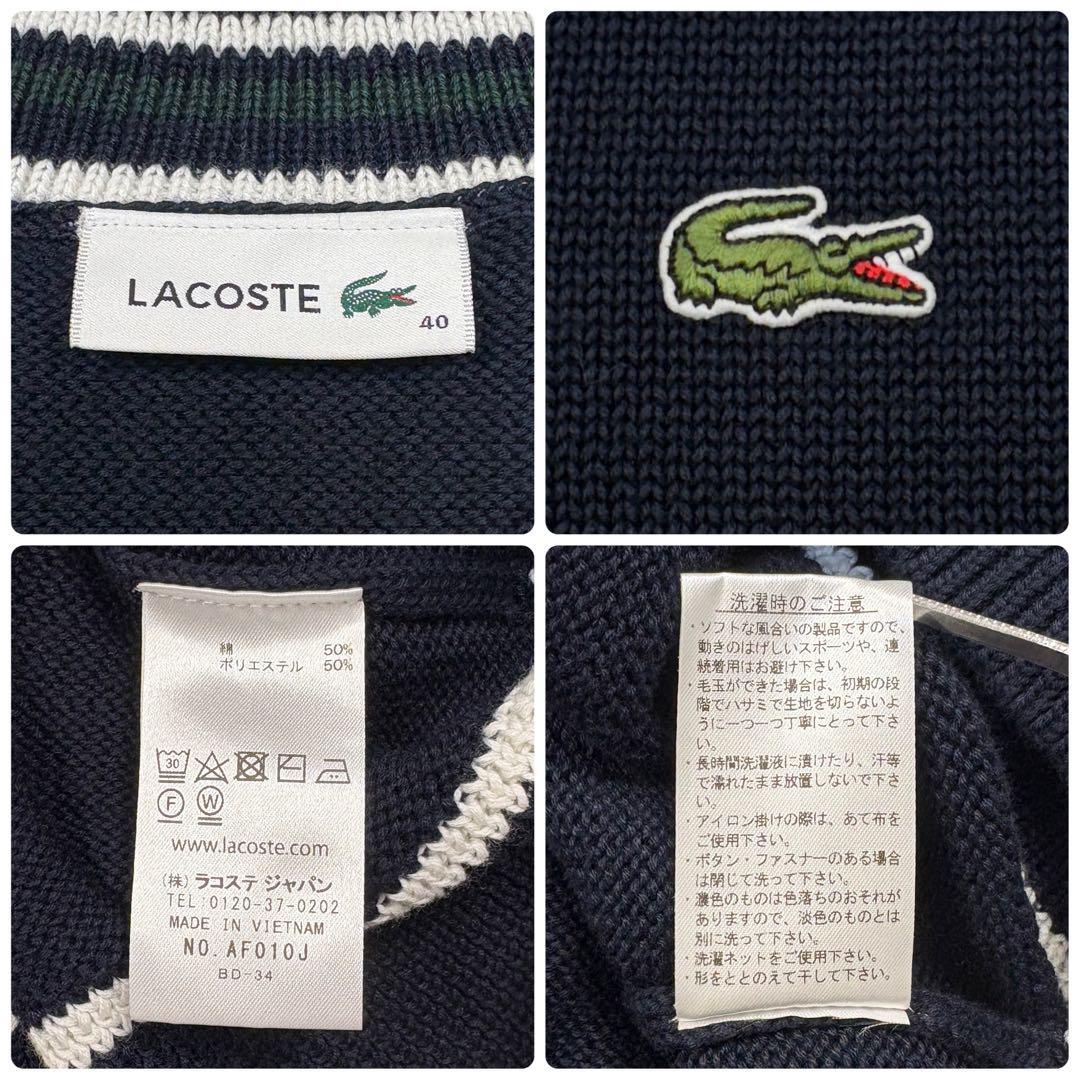 LACOSTE
40
綿 50%
ポリエステル 50%
30
F W
www.lacoste.com
(株) ラコステ ジャパン
TEL:0120-37-0202
MADE IN VIETNAM
NO. AF010J
BD-34
洗濯時のご注意
・ソフトな風合いの製品ですので、
動きのはげしいスポーツや、連
続着用はお避け下さい。
・毛玉ができた場合は、初期の段
階でハサミで生地を切らないよ
うに一つ一つ丁寧にとって下さ
い。
・長時間洗濯液に漬けたり、汗等
で濡れたまま放置しないで下さ
い。
・アイロン掛けの際は、あて布を
ご使用下さい。
・ボタン・ファスナーのある場合
は閉じて洗って下さい。
・濃色のものは色落ちのおそれが
ありますので、淡色のものとは
別に洗って下さい。
・洗濯ネットをご使用下さい。
・形をととのえて干して下さい。